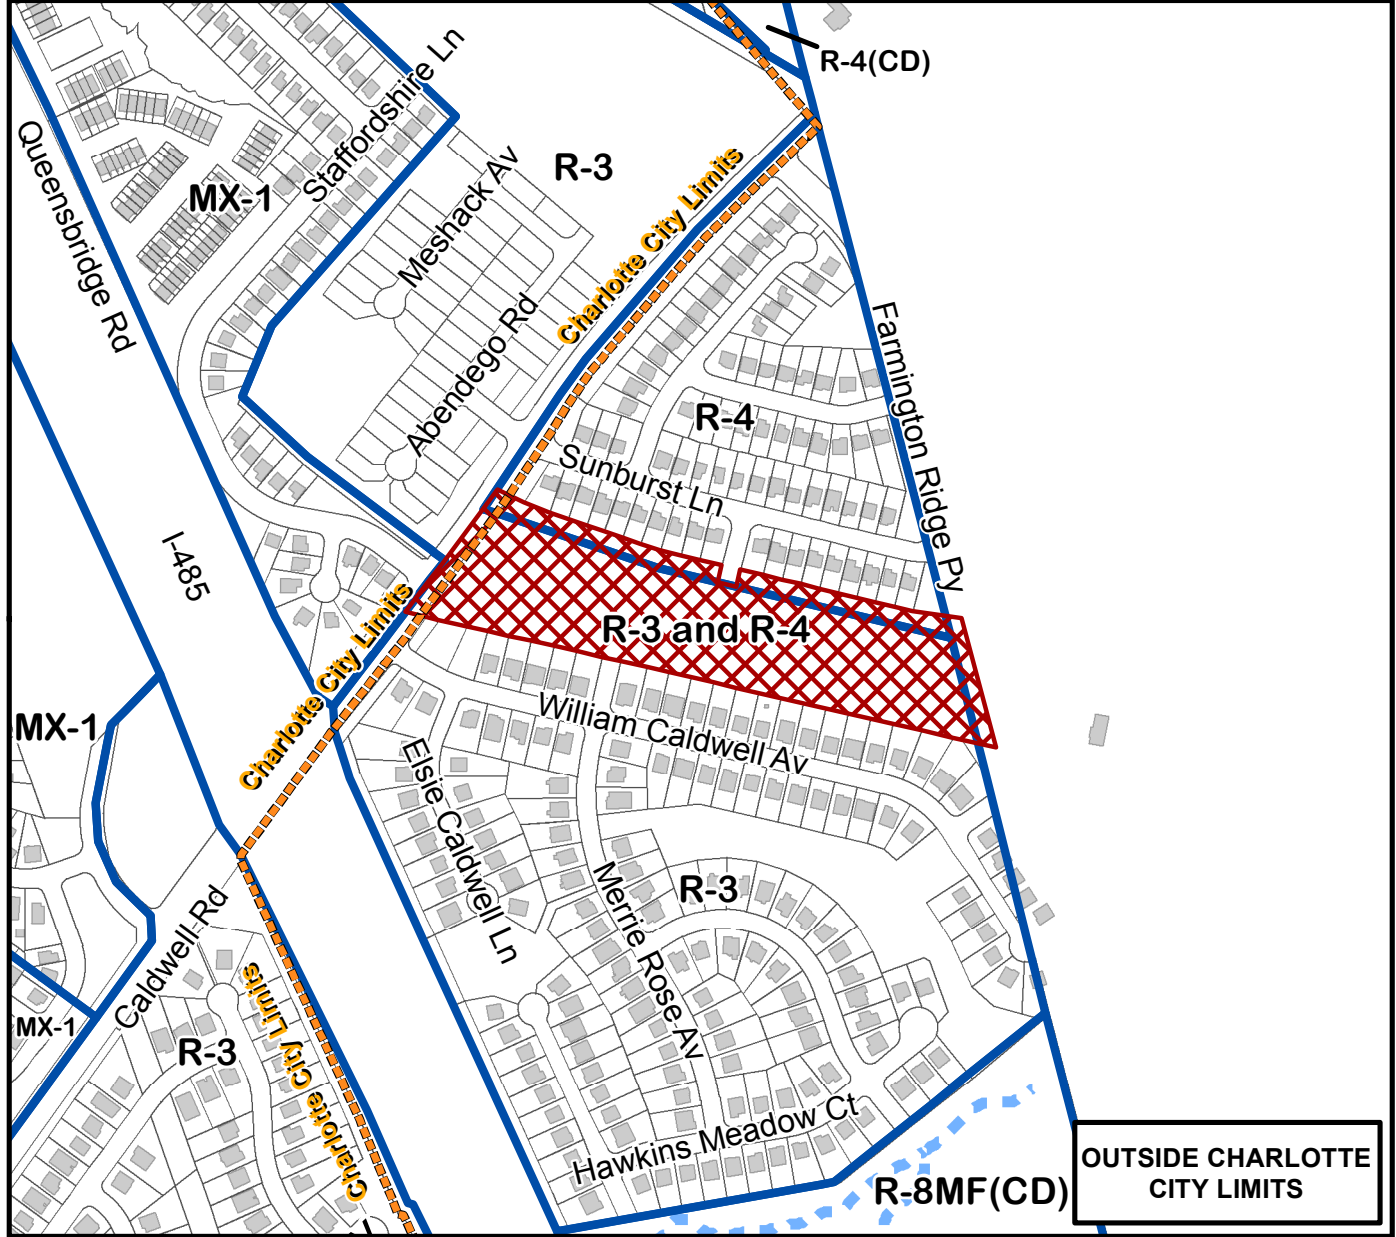 R-4(CD)
Staffordshire Ln
Queensbridge Rd
MX-1
Meshack Av
R-3
Charlotte City Limits
Abendego Rd
Farmington Ridge Py
R-4
Sunburst Ln
I-485
R-3 and R-4
Charlotte City Limits
MX-1
William Caldwell Av
Elsie Caldwell Ln
Merrie Rose Av
R-3
Caldwell Rd
MX-1
R-3
Charlotte City Limits
Charlotte City Limits
Hawkins Meadow Ct
R-8MF(CD)
OUTSIDE CHARLOTTE
CITY LIMITS